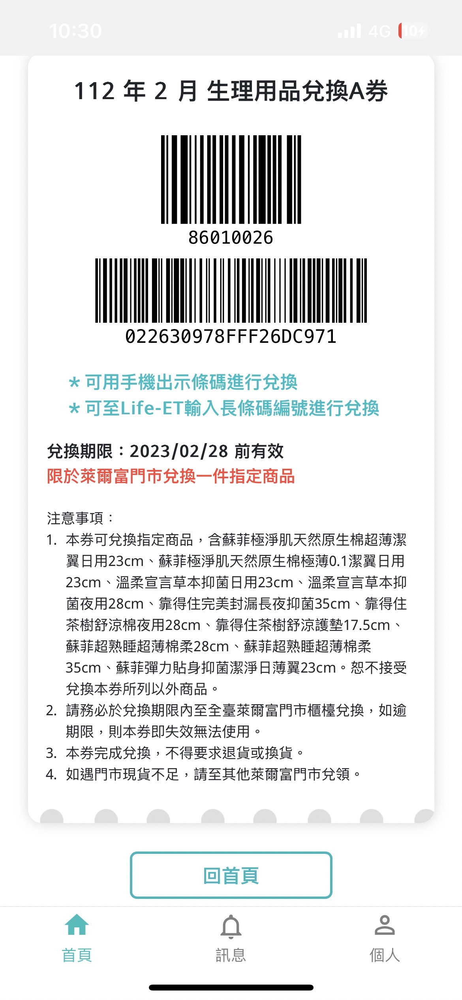 10:30
4G
10
112 年 2 月 生理用品兌換A券
86010026
022630978FFF26DC971
* 可用手機出示條碼進行兌換
* 可至Life-ET輸入長條碼編號進行兌換
兌換期限：2023/02/28 前有效
限於萊爾富門市兌換一件指定商品
注意事項：
1. 本券可兌換指定商品，含蘇菲極淨肌天然原生棉超薄潔
翼日用23cm、蘇菲極淨肌天然原生棉極薄0.1潔翼日用
23cm、溫柔宣言草本抑菌日用23cm、溫柔宣言草本抑
菌夜用28cm、靠得住完美封漏長夜抑菌35cm、靠得住
茶樹舒涼棉夜用28cm、靠得住茶樹舒涼護墊17.5cm、
蘇菲超熟睡超薄棉柔28cm、蘇菲超熟睡超薄棉柔
35cm、蘇菲彈力貼身抑菌潔淨日薄翼23cm。恕不接受
兌換本券所列以外商品。
2. 請務必於兌換期限內至全臺萊爾富門市櫃檯兌換，如逾
期限，則本券即失效無法使用。
3. 本券完成兌換，不得要求退貨或換貨。
4. 如遇門市現貨不足，請至其他萊爾富門市兌領。
回首頁
首頁
訊息
個人